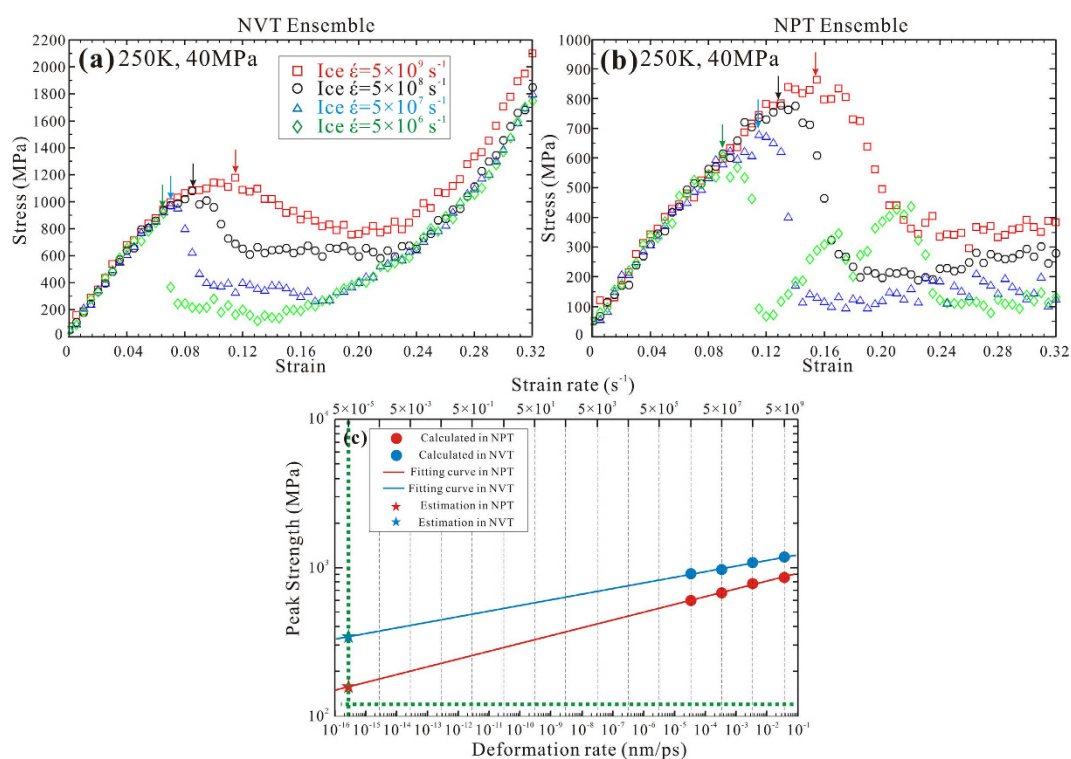 NVT Ensemble
(a) 250K, 40MPa
Ice έ=5×10⁹ s⁻¹
Ice έ=5×10⁸ s⁻¹
Ice έ=5×10⁷ s⁻¹
Ice έ=5×10⁶ s⁻¹
Stress (MPa)
2200
2000
1800
1600
1400
1200
1000
800
600
400
200
0
0 0.04 0.08 0.12 0.16 0.20 0.24 0.28 0.32
Strain
NPT Ensemble
(b) 250K, 40MPa
Stress (MPa)
1000
900
800
700
600
500
400
300
200
100
0
0 0.04 0.08 0.12 0.16 0.20 0.24 0.28 0.32
Strain
Strain rate (s⁻¹)
5×10⁻⁵ 5×10⁻³ 5×10⁻¹ 5×10¹ 5×10³ 5×10⁵ 5×10⁷ 5×10⁹
(c)
Calculated in NPT
Calculated in NVT
Fitting curve in NPT
Fitting curve in NVT
Estimation in NPT
Estimation in NVT
Peak Strength (MPa)
10⁴
10³
10²
10⁻¹⁶ 10⁻¹⁵ 10⁻¹⁴ 10⁻¹³ 10⁻¹² 10⁻¹¹ 10⁻¹⁰ 10⁻⁹ 10⁻⁸ 10⁻⁷ 10⁻⁶ 10⁻⁵ 10⁻⁴ 10⁻³ 10⁻² 10⁻¹
Deformation rate (nm/ps)